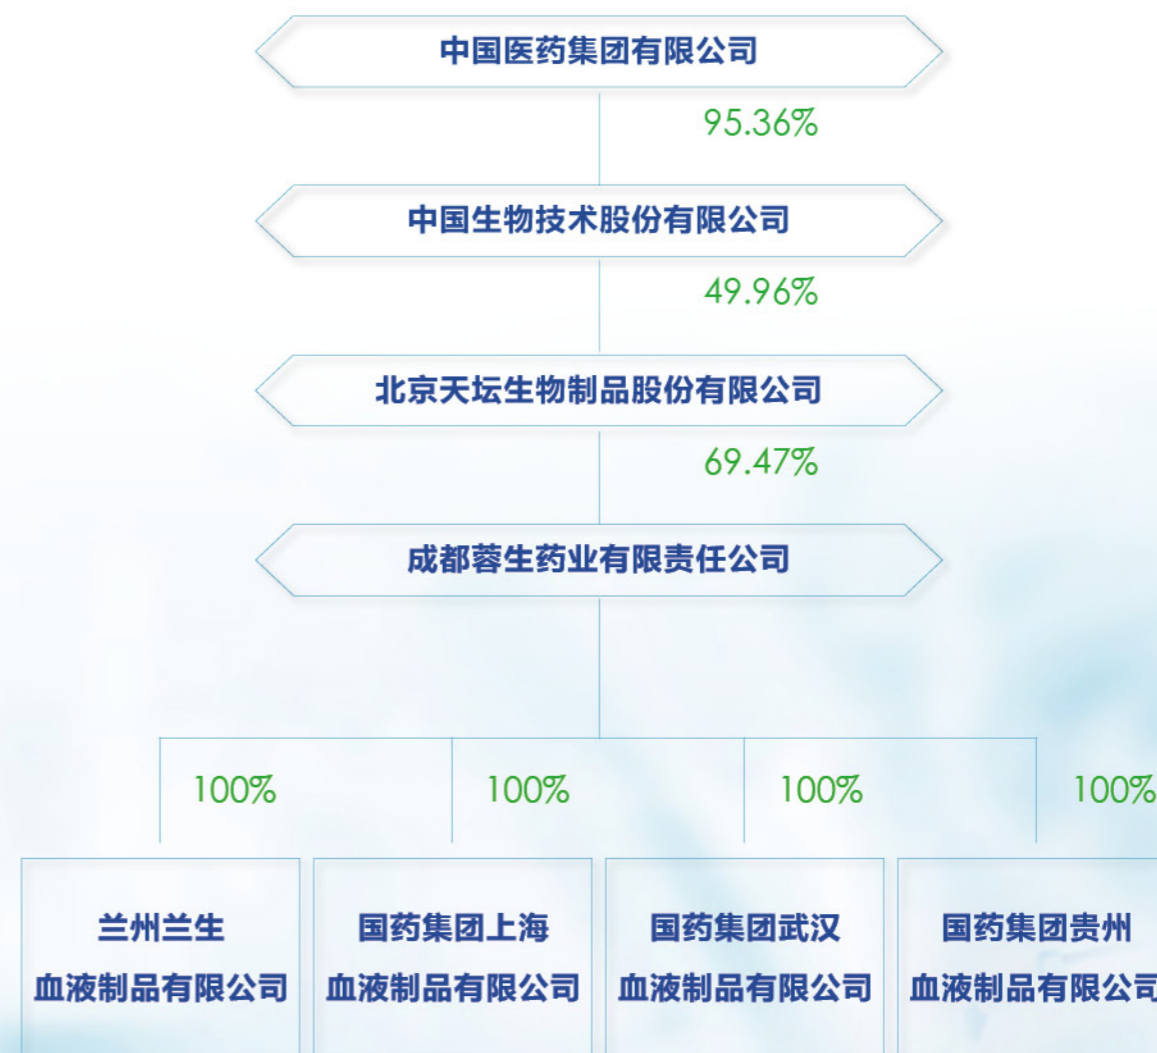 中国医药集团有限公司
95.36%
中国生物技术股份有限公司
49.96%
北京天坛生物制品股份有限公司
69.47%
成都蓉生药业有限责任公司
100%
100%
100%
100%
兰州兰生
血液制品有限公司
国药集团上海
血液制品有限公司
国药集团武汉
血液制品有限公司
国药集团贵州
血液制品有限公司